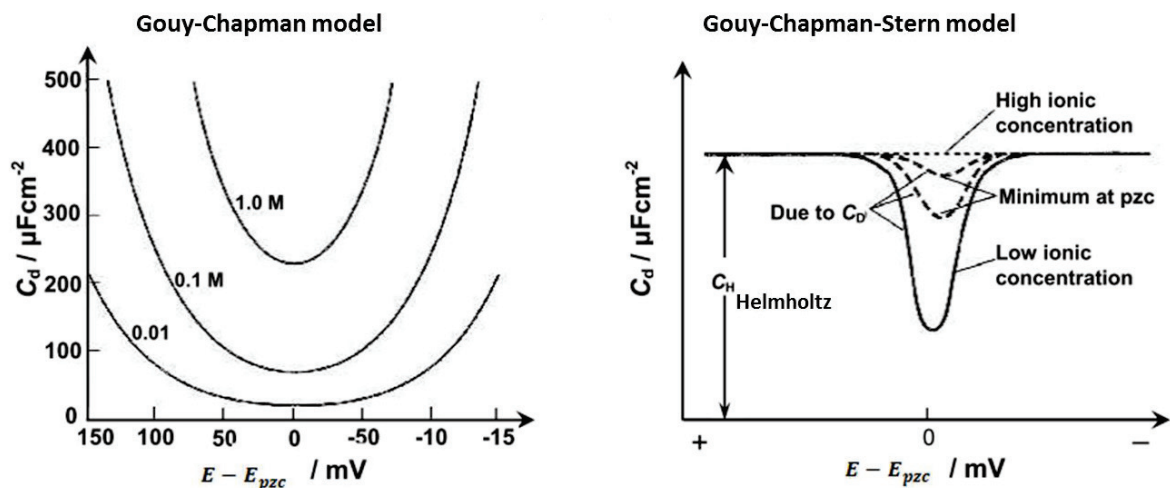 Gouy-Chapman model
500
400
300
200
100
0
C_d / µFcm⁻²
1.0 M
0.1 M
0.01
150 100 50 0 -50 -10 -15
E − E_pzc / mV
Gouy-Chapman-Stern model
C_d / µFcm⁻²
High ionic
concentration
Due to C_D
Minimum at pzc
Low ionic
concentration
C_H
Helmholtz
+ 0 −
E − E_pzc / mV